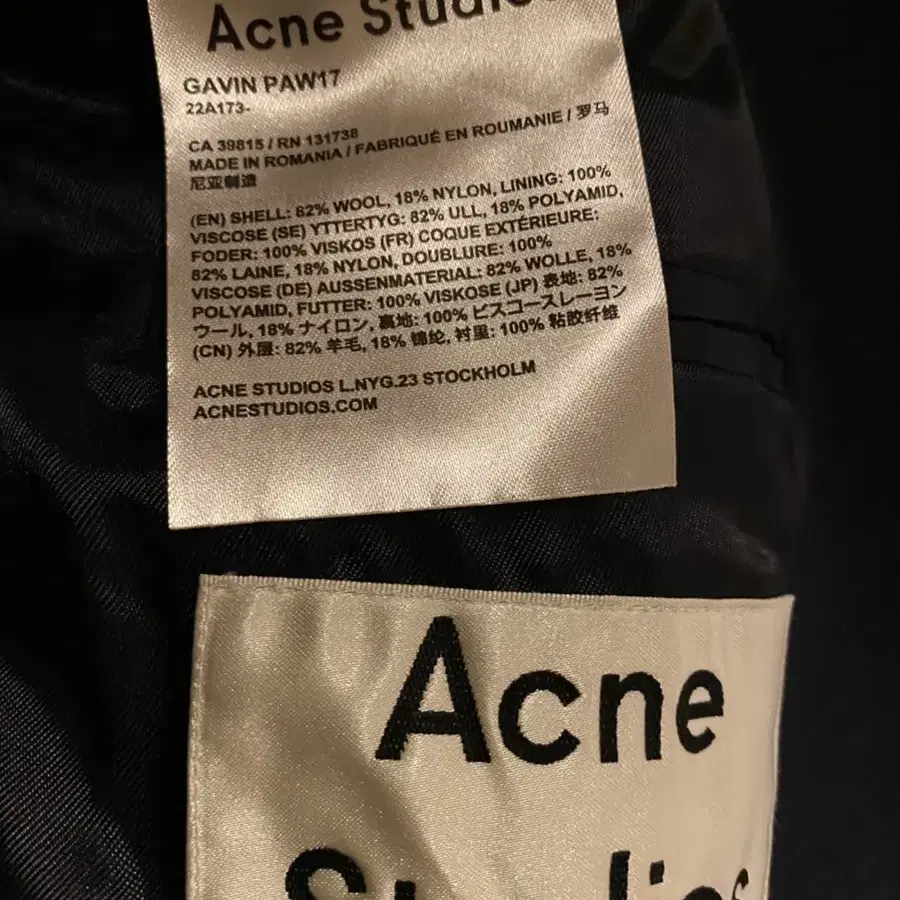 Acne Studios
GAVIN PAW17
22A173-
CA 39815 / RN 131738
MADE IN ROMANIA / FABRIQUÉ EN ROUMANIE / 罗马
尼亚制造
(EN) SHELL: 82% WOOL, 18% NYLON, LINING: 100%
VISCOSE (SE) YTTERTYG: 82% ULL, 18% POLYAMID,
FODER: 100% VISKOS (FR) COQUE EXTÉRIEURE:
82% LAINE, 18% NYLON, DOUBLURE: 100%
VISCOSE (DE) AUSSENMATERIAL: 82% WOLLE, 18%
POLYAMID, FUTTER: 100% VISKOSE (JP) 表地: 82%
ウール, 18% ナイロン, 裏地: 100% ビスコースレーヨン
(CN) 外层: 82% 羊毛, 18% 锦纶, 衬里: 100% 粘胶纤维
ACNE STUDIOS L.NYG.23 STOCKHOLM
ACNESTUDIOS.COM
Acne
Studios